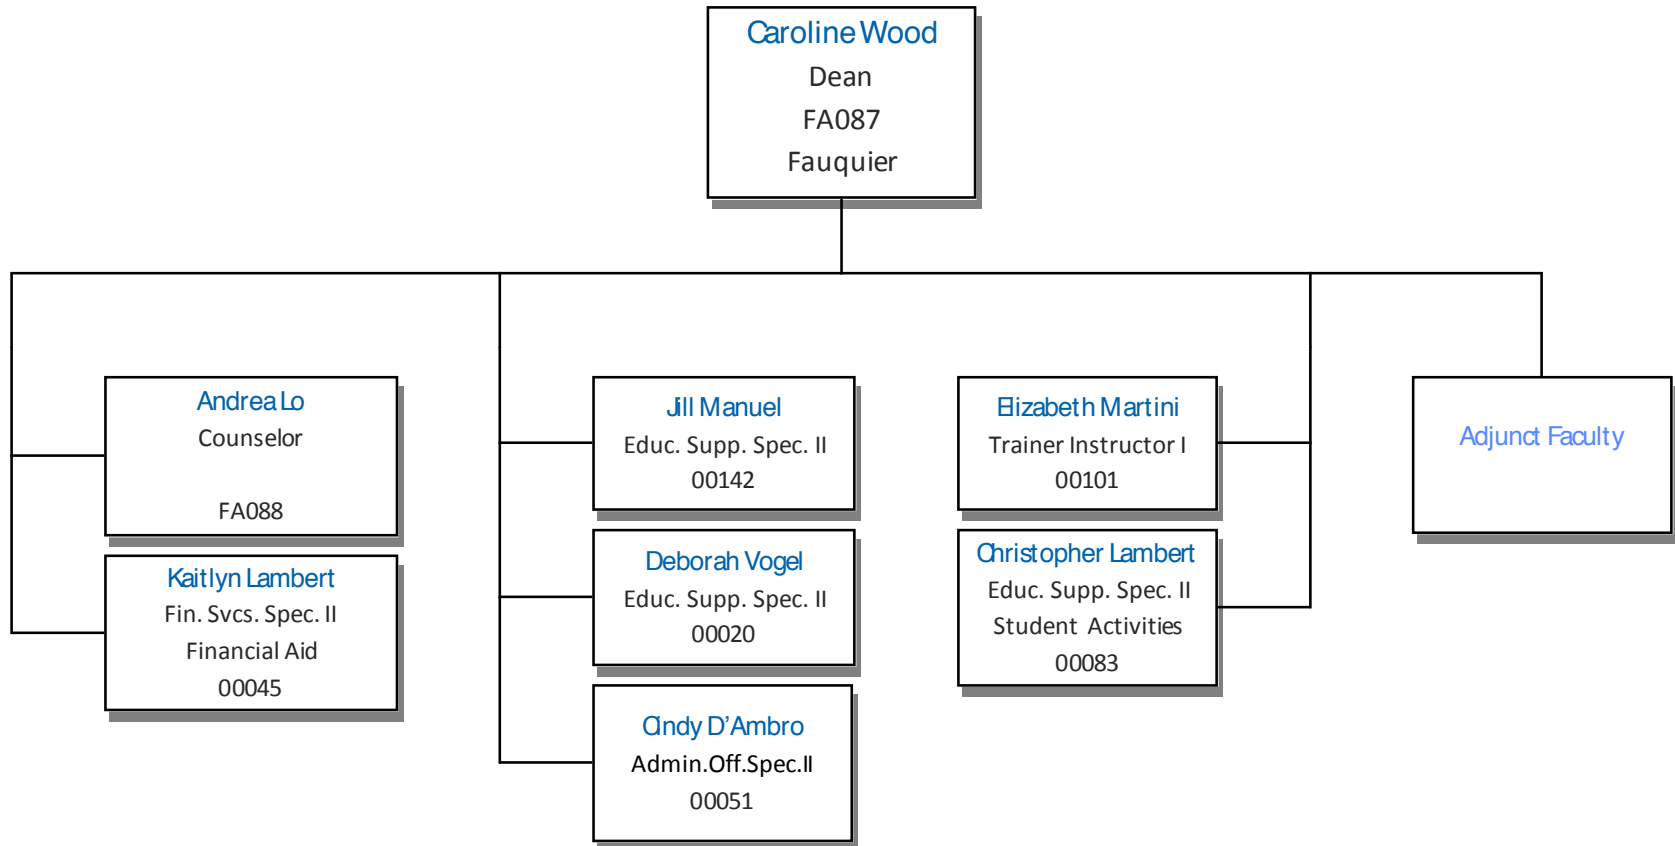 Caroline Wood
Dean
FA087
Fauquier
Andrea Lo
Counselor
FA088
Kaitlyn Lambert
Fin. Svcs. Spec. II
Financial Aid
00045
Jill Manuel
Educ. Supp. Spec. II
00142
Deborah Vogel
Educ. Supp. Spec. II
00020
Cindy D’Ambro
Admin.Off.Spec.II
00051
Elizabeth Martini
Trainer Instructor I
00101
Christopher Lambert
Educ. Supp. Spec. II
Student Activities
00083
Adjunct Faculty